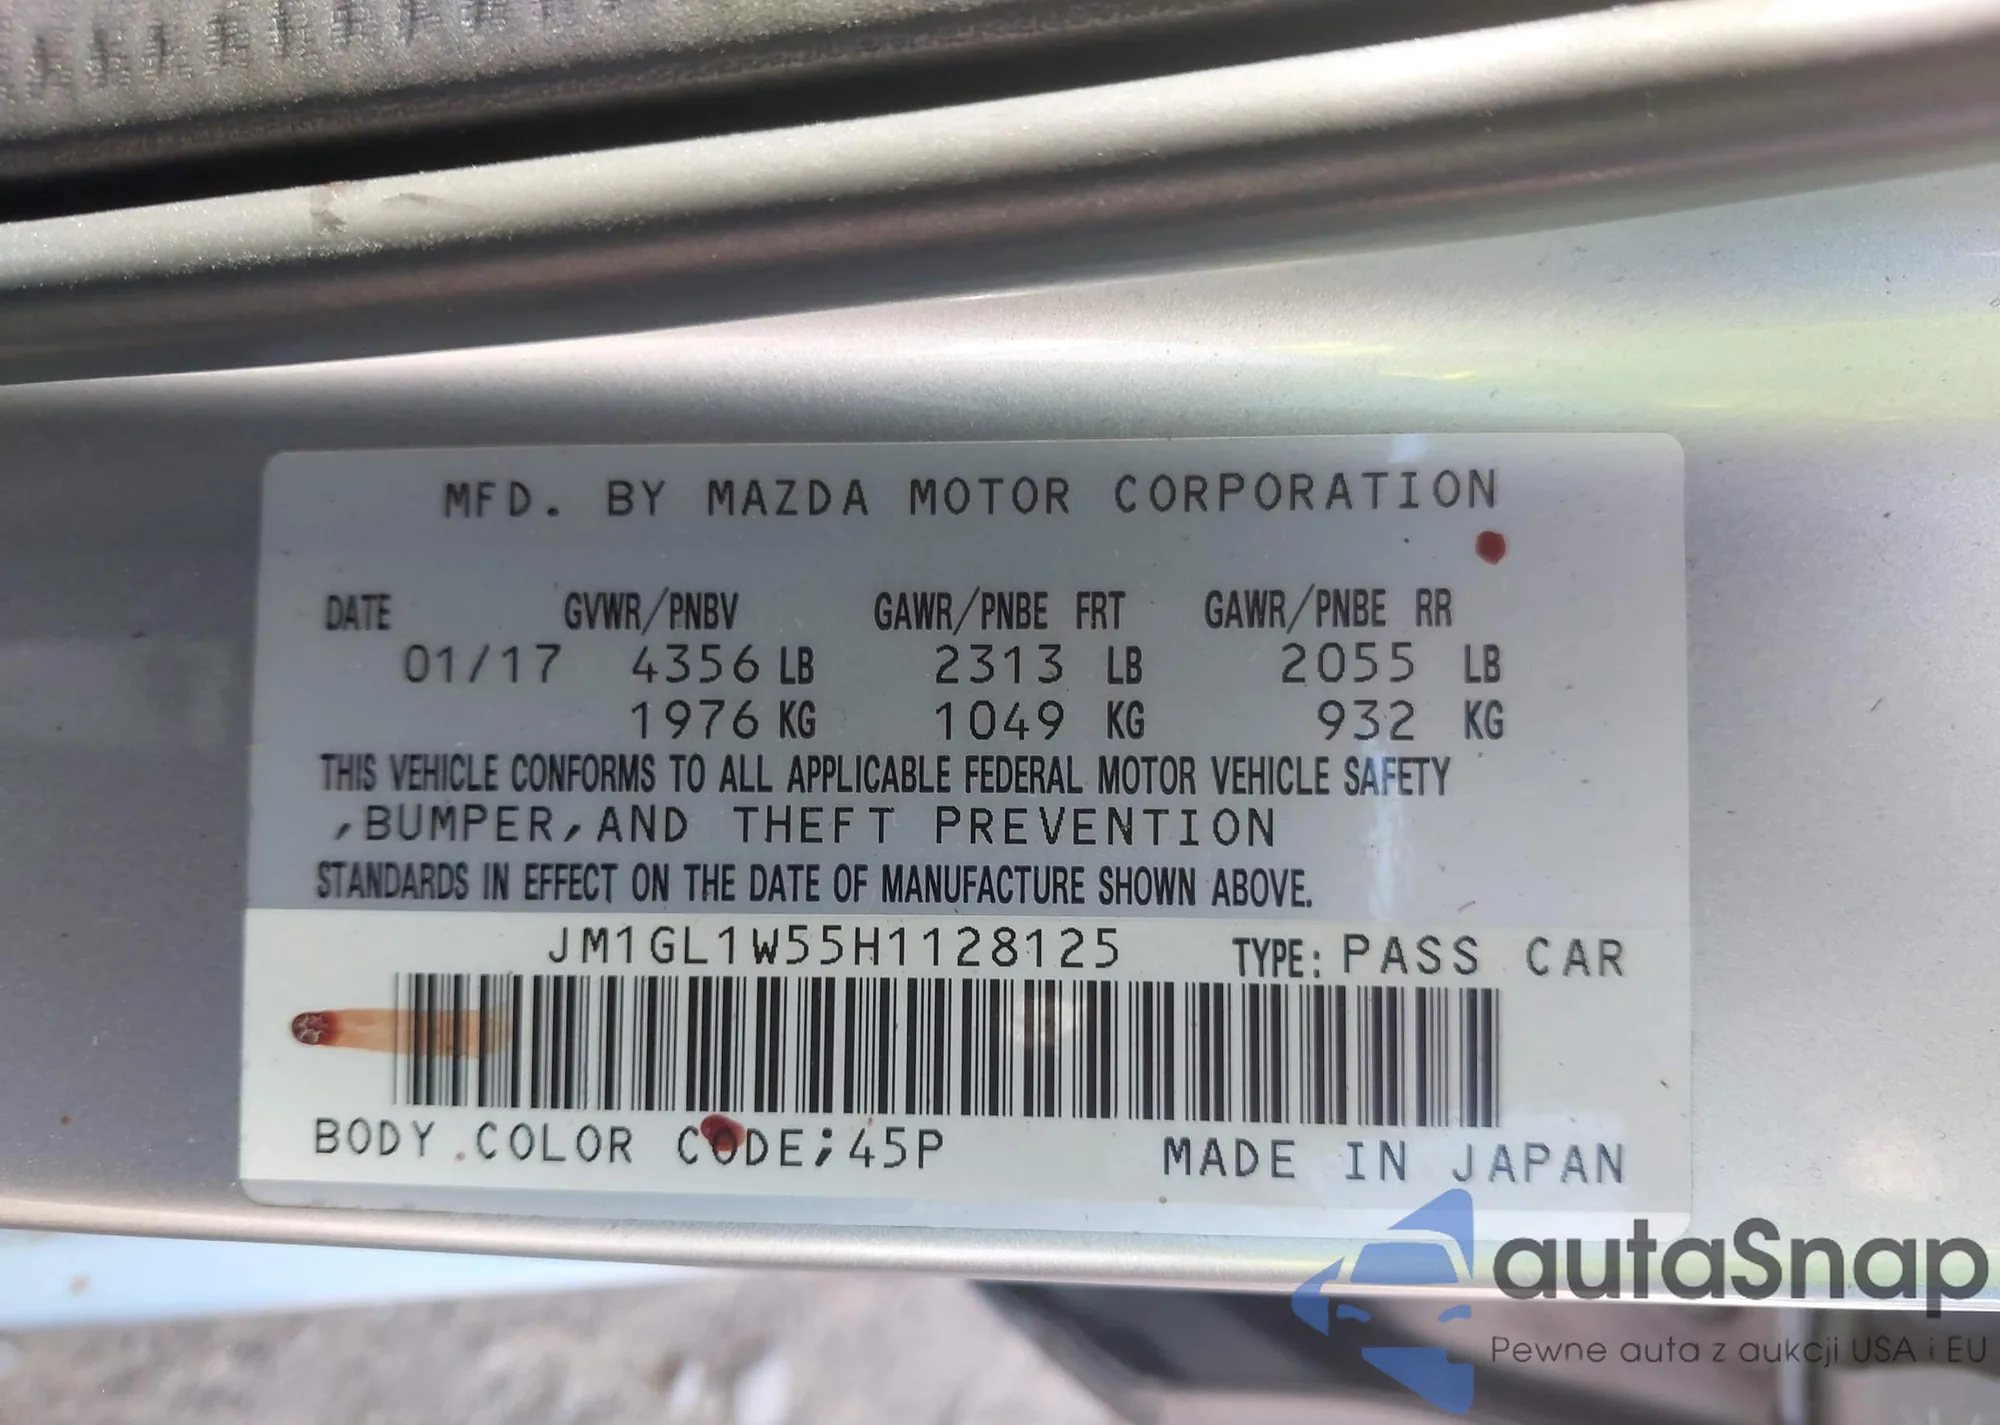 MFD. BY MAZDA MOTOR CORPORATION
DATE GVWR/PNBV GAWR/PNBE FRT GAWR/PNBE RR
01/17 4356 LB 2313 LB 2055 LB
1976 KG 1049 KG 932 KG
THIS VEHICLE CONFORMS TO ALL APPLICABLE FEDERAL MOTOR VEHICLE SAFETY
,BUMPER,AND THEFT PREVENTION
STANDARDS IN EFFECT ON THE DATE OF MANUFACTURE SHOWN ABOVE.
JM1GL1W55H1128125 TYPE: PASS CAR
BODY COLOR CODE;45P MADE IN JAPAN
autaSnap
Pewne auta z aukcji USA i EU